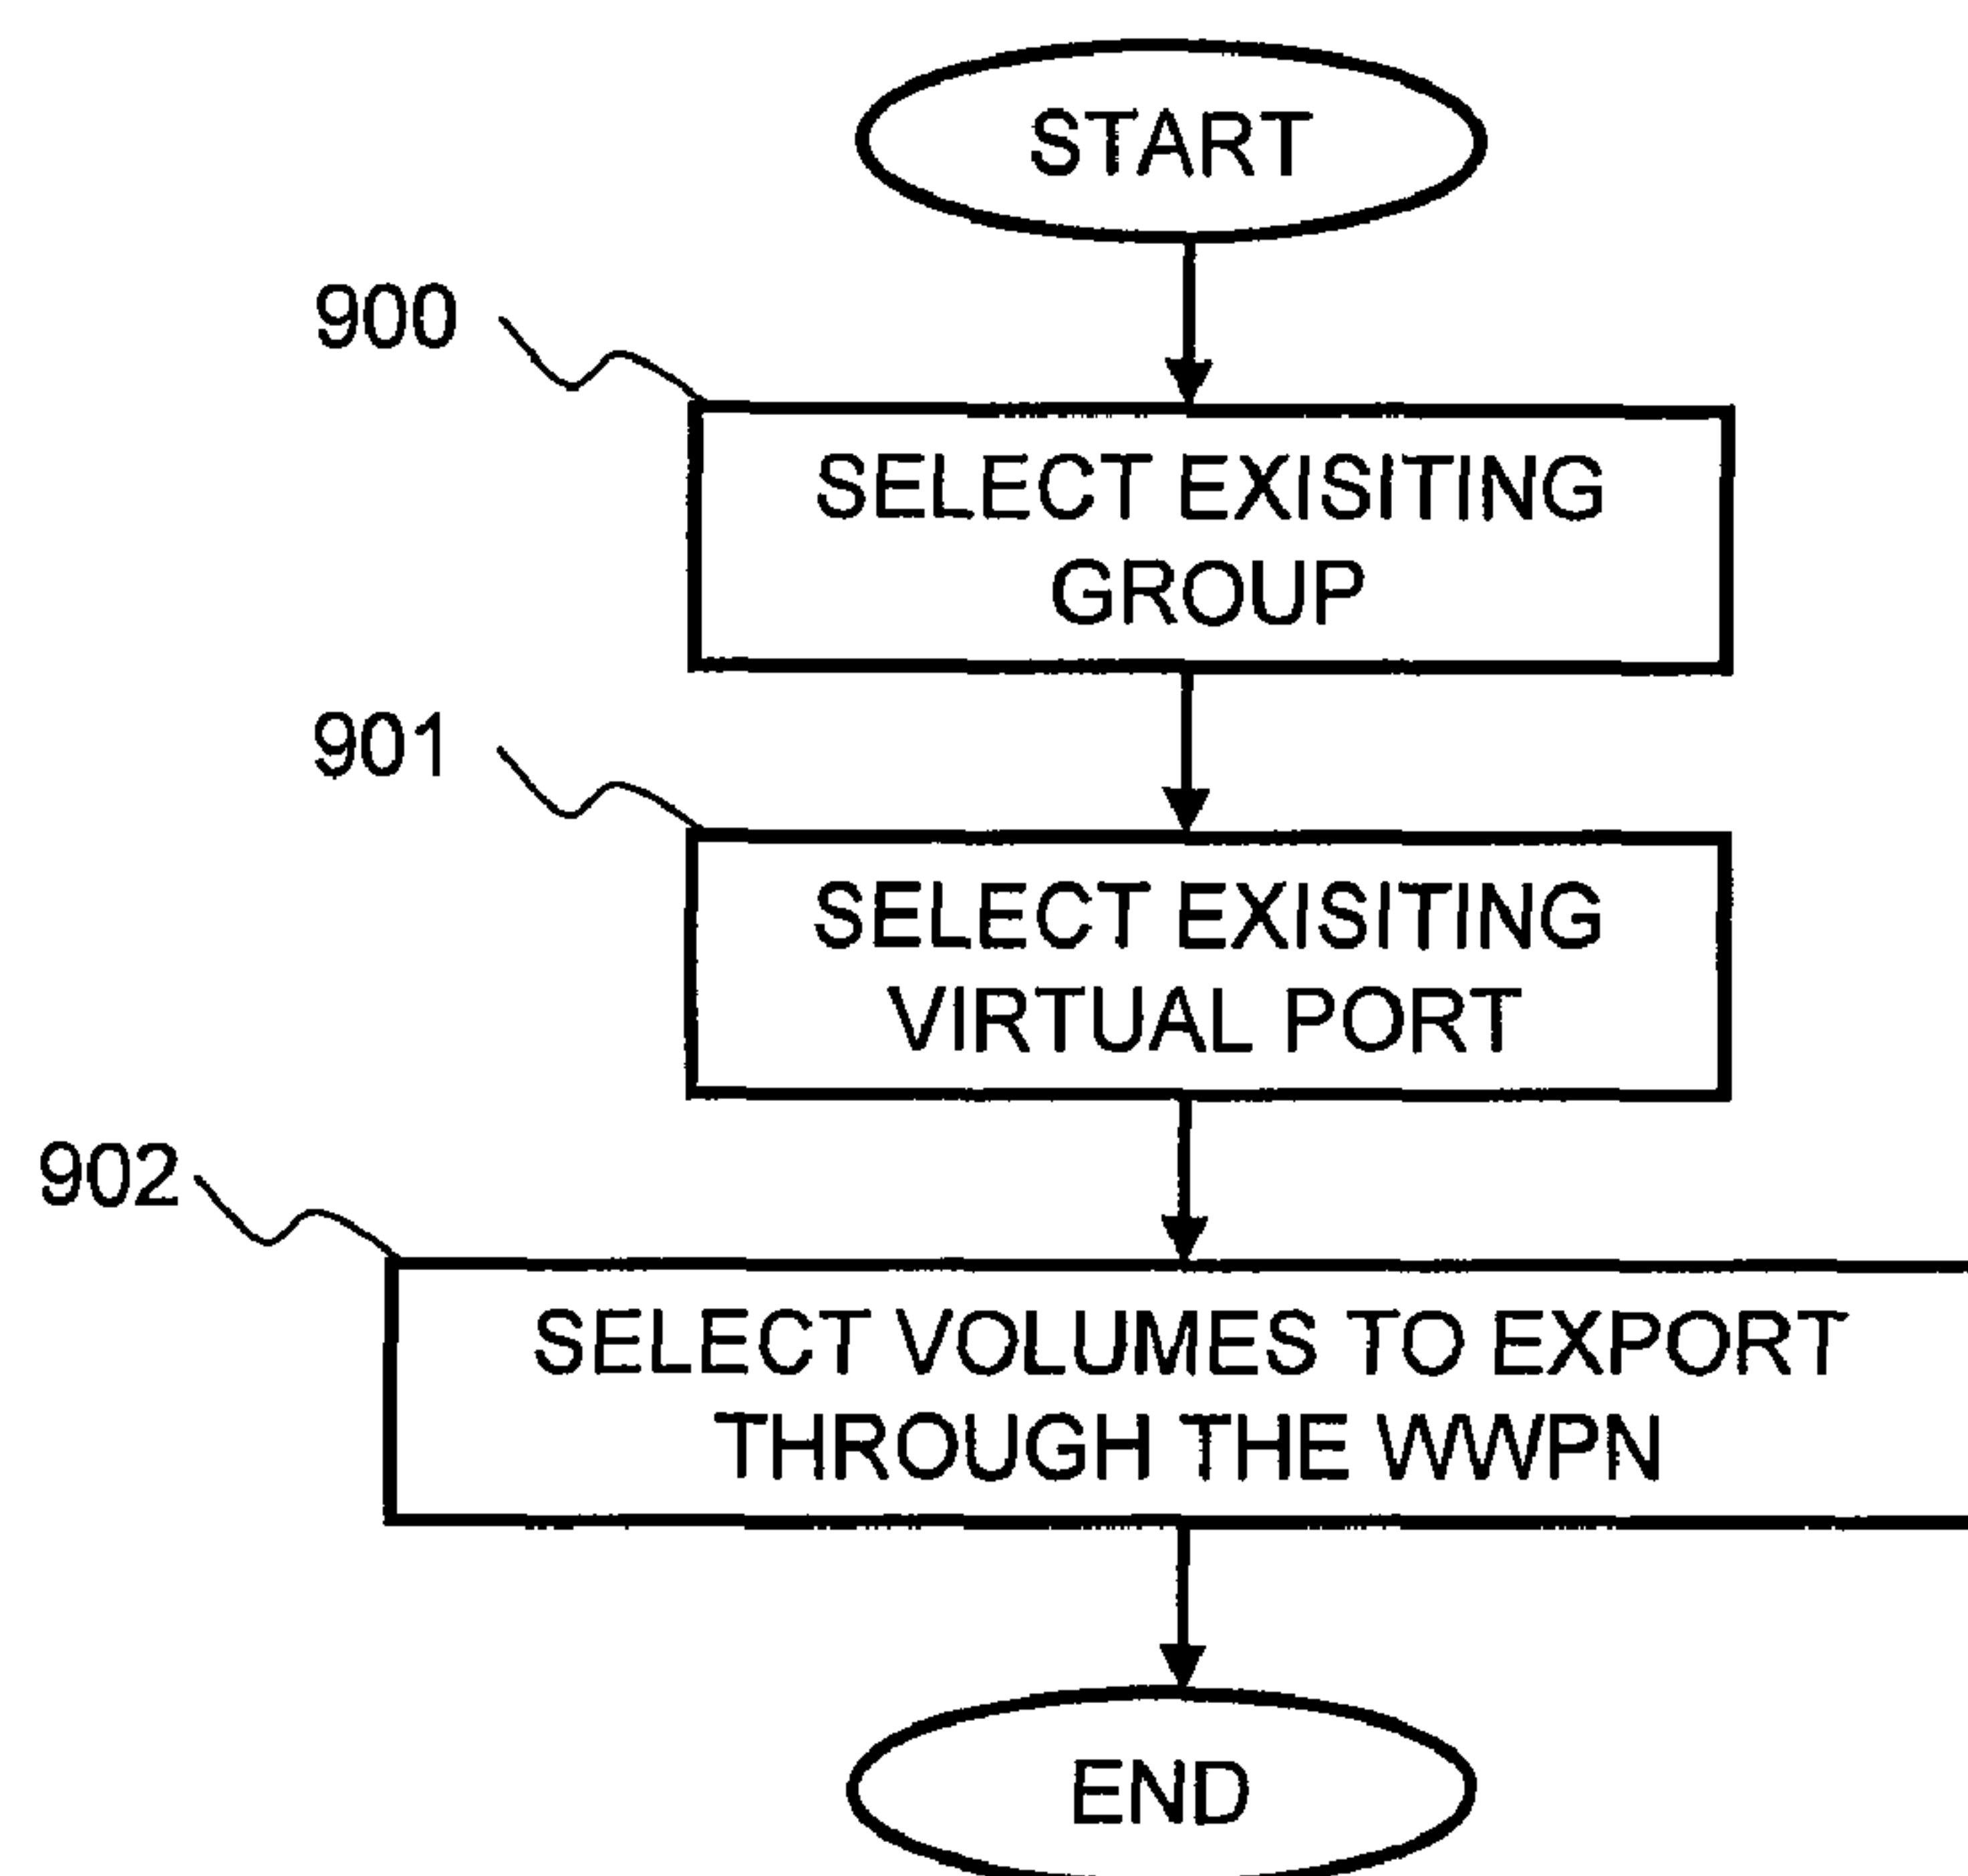 START
900
SELECT EXISITING
GROUP
901
SELECT EXISITING
VIRTUAL PORT
902
SELECT VOLUMES TO EXPORT
THROUGH THE WWPN
END